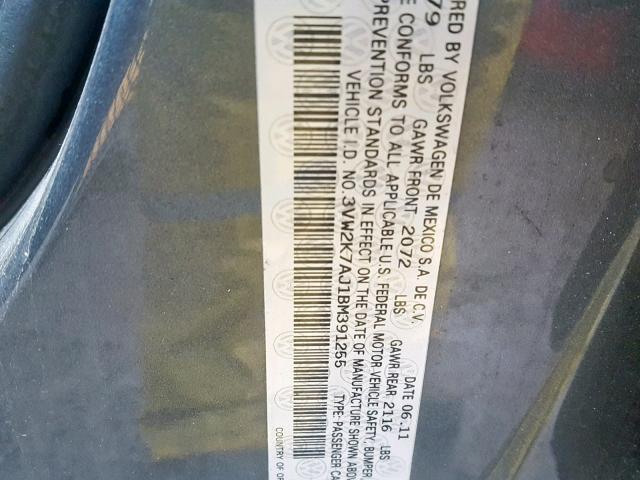 RED BY VOLKSWAGEN DE MEXICO S.A. DE C.V. DATE 06.11
79 LBS GAWR FRONT 2072 LBS GAWR REAR 2116 LBS
E CONFORMS TO ALL APPLICABLE U.S. FEDERAL MOTOR VEHICLE SAFETY, BUMPER
PREVENTION STANDARDS IN EFFECT ON THE DATE OF MANUFACTURE SHOWN ABOV
VEHICLE I.D. NO. 3VW2K7AJ1BM391255 TYPE: PASSENGER CA
COUNTRY OF OR